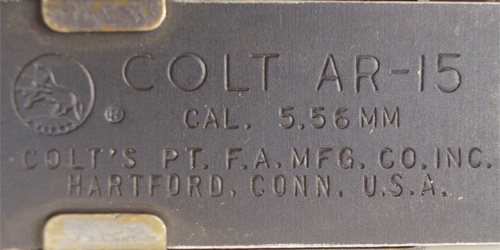 COLT AR-15
®
CAL. 5.56MM
COLT'S PT. F.A. MFG. CO. INC.
HARTFORD, CONN. U.S.A.